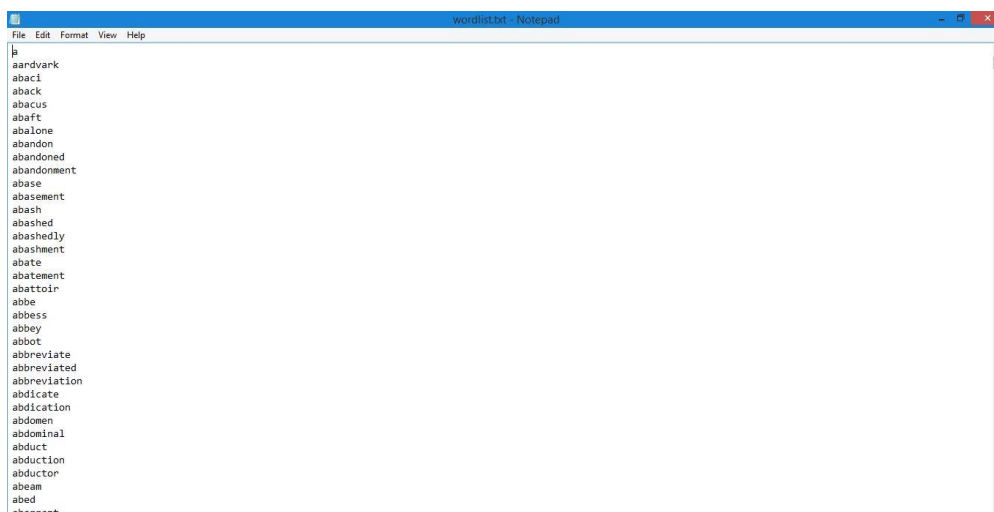 wordlist.txt - Notepad
File Edit Format View Help
a
aardvark
abaci
aback
abacus
abaft
abalone
abandon
abandoned
abandonment
abase
abasement
abash
abashed
abashedly
abashment
abate
abatement
abattoir
abbe
abbess
abbey
abbot
abbreviate
abbreviated
abbreviation
abdicate
abdication
abdomen
abdominal
abduct
abduction
abductor
abeam
abed